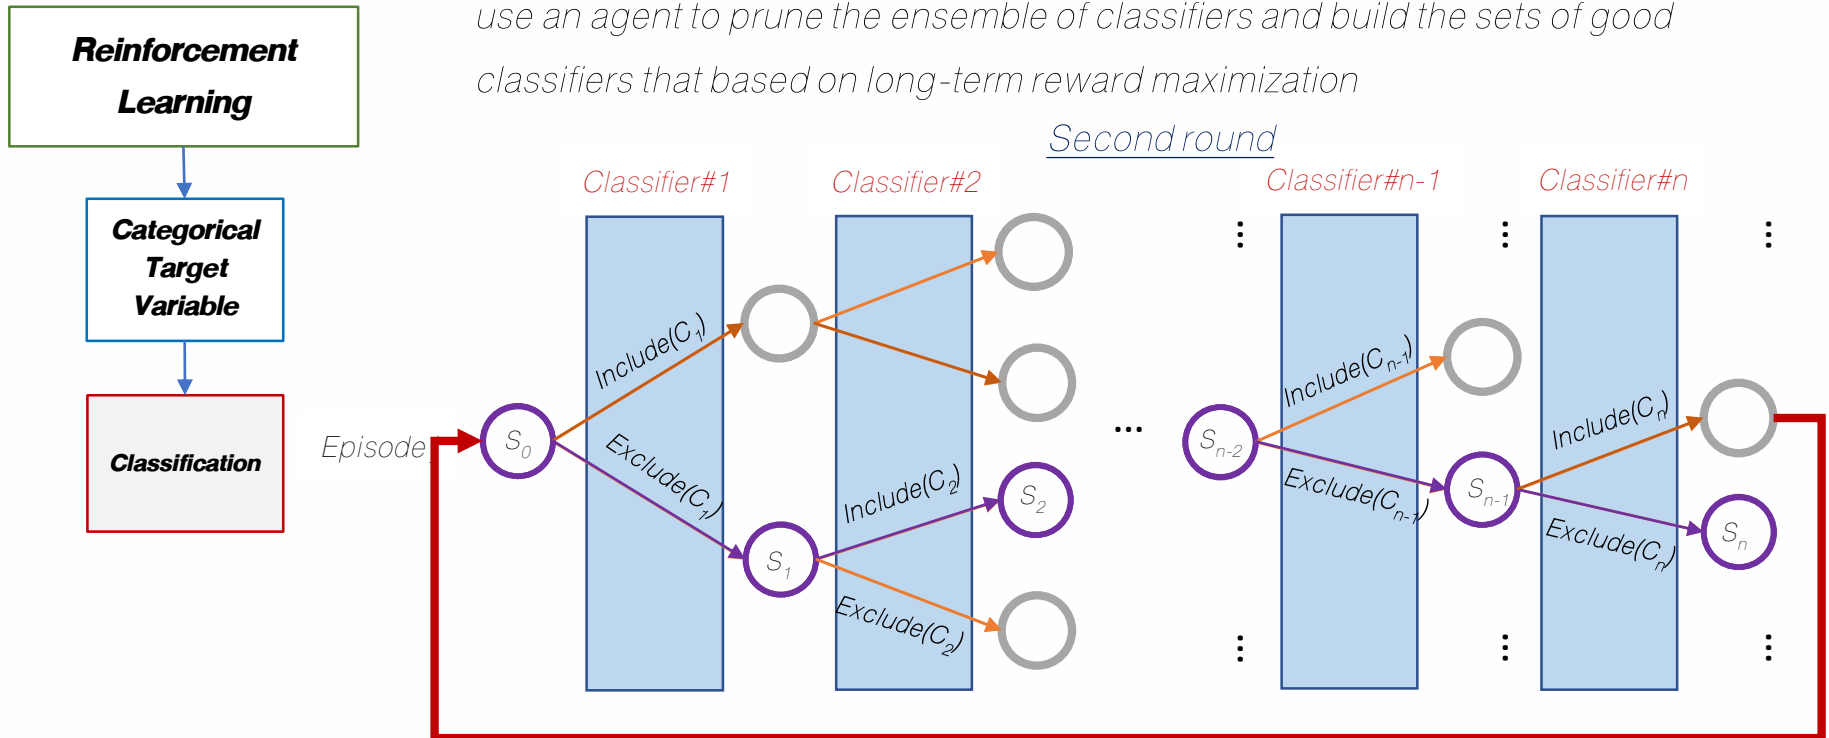 Reinforcement
Learning
Categorical
Target
Variable
Classification
use an agent to prune the ensemble of classifiers and build the sets of good
classifiers that based on long-term reward maximization
Second round
Classifier#1
Classifier#2
Classifier#n-1
Classifier#n
Episode
S0
Include(C1)
Exclude(C1)
S1
Include(C2)
Exclude(C2)
S2
...
Sn-2
Include(Cn-1)
Exclude(Cn-1)
Sn-1
Include(Cn)
Exclude(Cn)
Sn